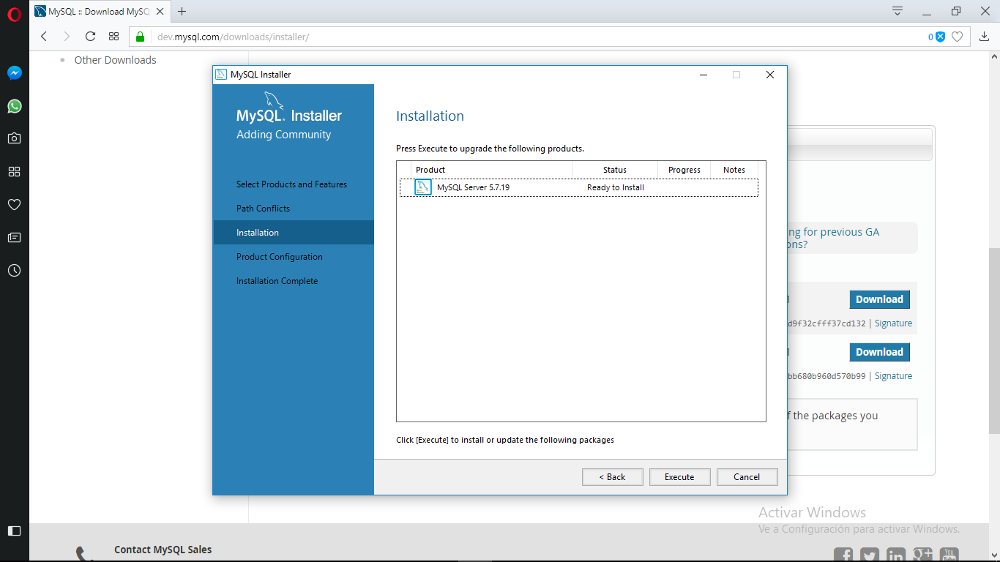 MySQL :: Download MySQ
dev.mysql.com/downloads/installer/
0
Other Downloads
MySQL Installer
MySQL. Installer
Adding Community
Select Products and Features
Path Conflicts
Installation
Product Configuration
Installation Complete
Installation
Press Execute to upgrade the following products.
Product Status Progress Notes
MySQL Server 5.7.19 Ready to Install
Click [Execute] to install or update the following packages
< Back Execute Cancel
ng for previous GA
ons?
Download
d9f32cfff37cd132 | Signature
Download
bb680b960d570b99 | Signature
f the packages you
Activar Windows
Ve a Configuración para activar Windows.
Contact MySQL Sales
f in g+ You Tube